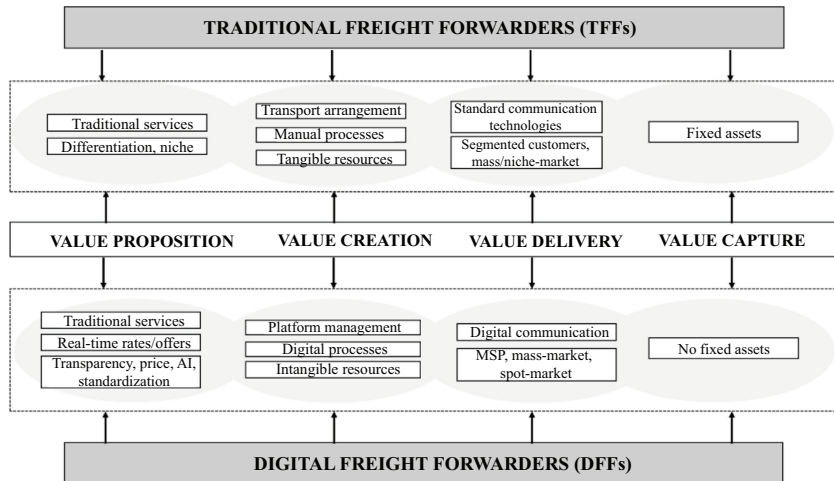 TRADITIONAL FREIGHT FORWARDERS (TFFs)
Traditional services
Differentiation, niche
Transport arrangement
Manual processes
Tangible resources
Standard communication
technologies
Segmented customers,
mass/niche-market
Fixed assets
VALUE PROPOSITION
VALUE CREATION
VALUE DELIVERY
VALUE CAPTURE
Traditional services
Real-time rates/offers
Transparency, price, AI,
standardization
Platform management
Digital processes
Intangible resources
Digital communication
MSP, mass-market,
spot-market
No fixed assets
DIGITAL FREIGHT FORWARDERS (DFFs)